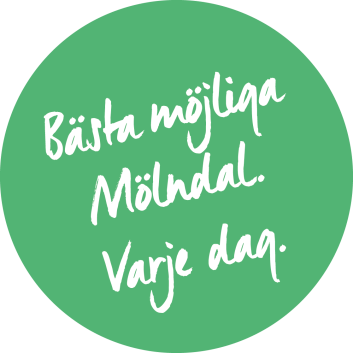 Bästa möjliga
Mölndal.
Varje dag.